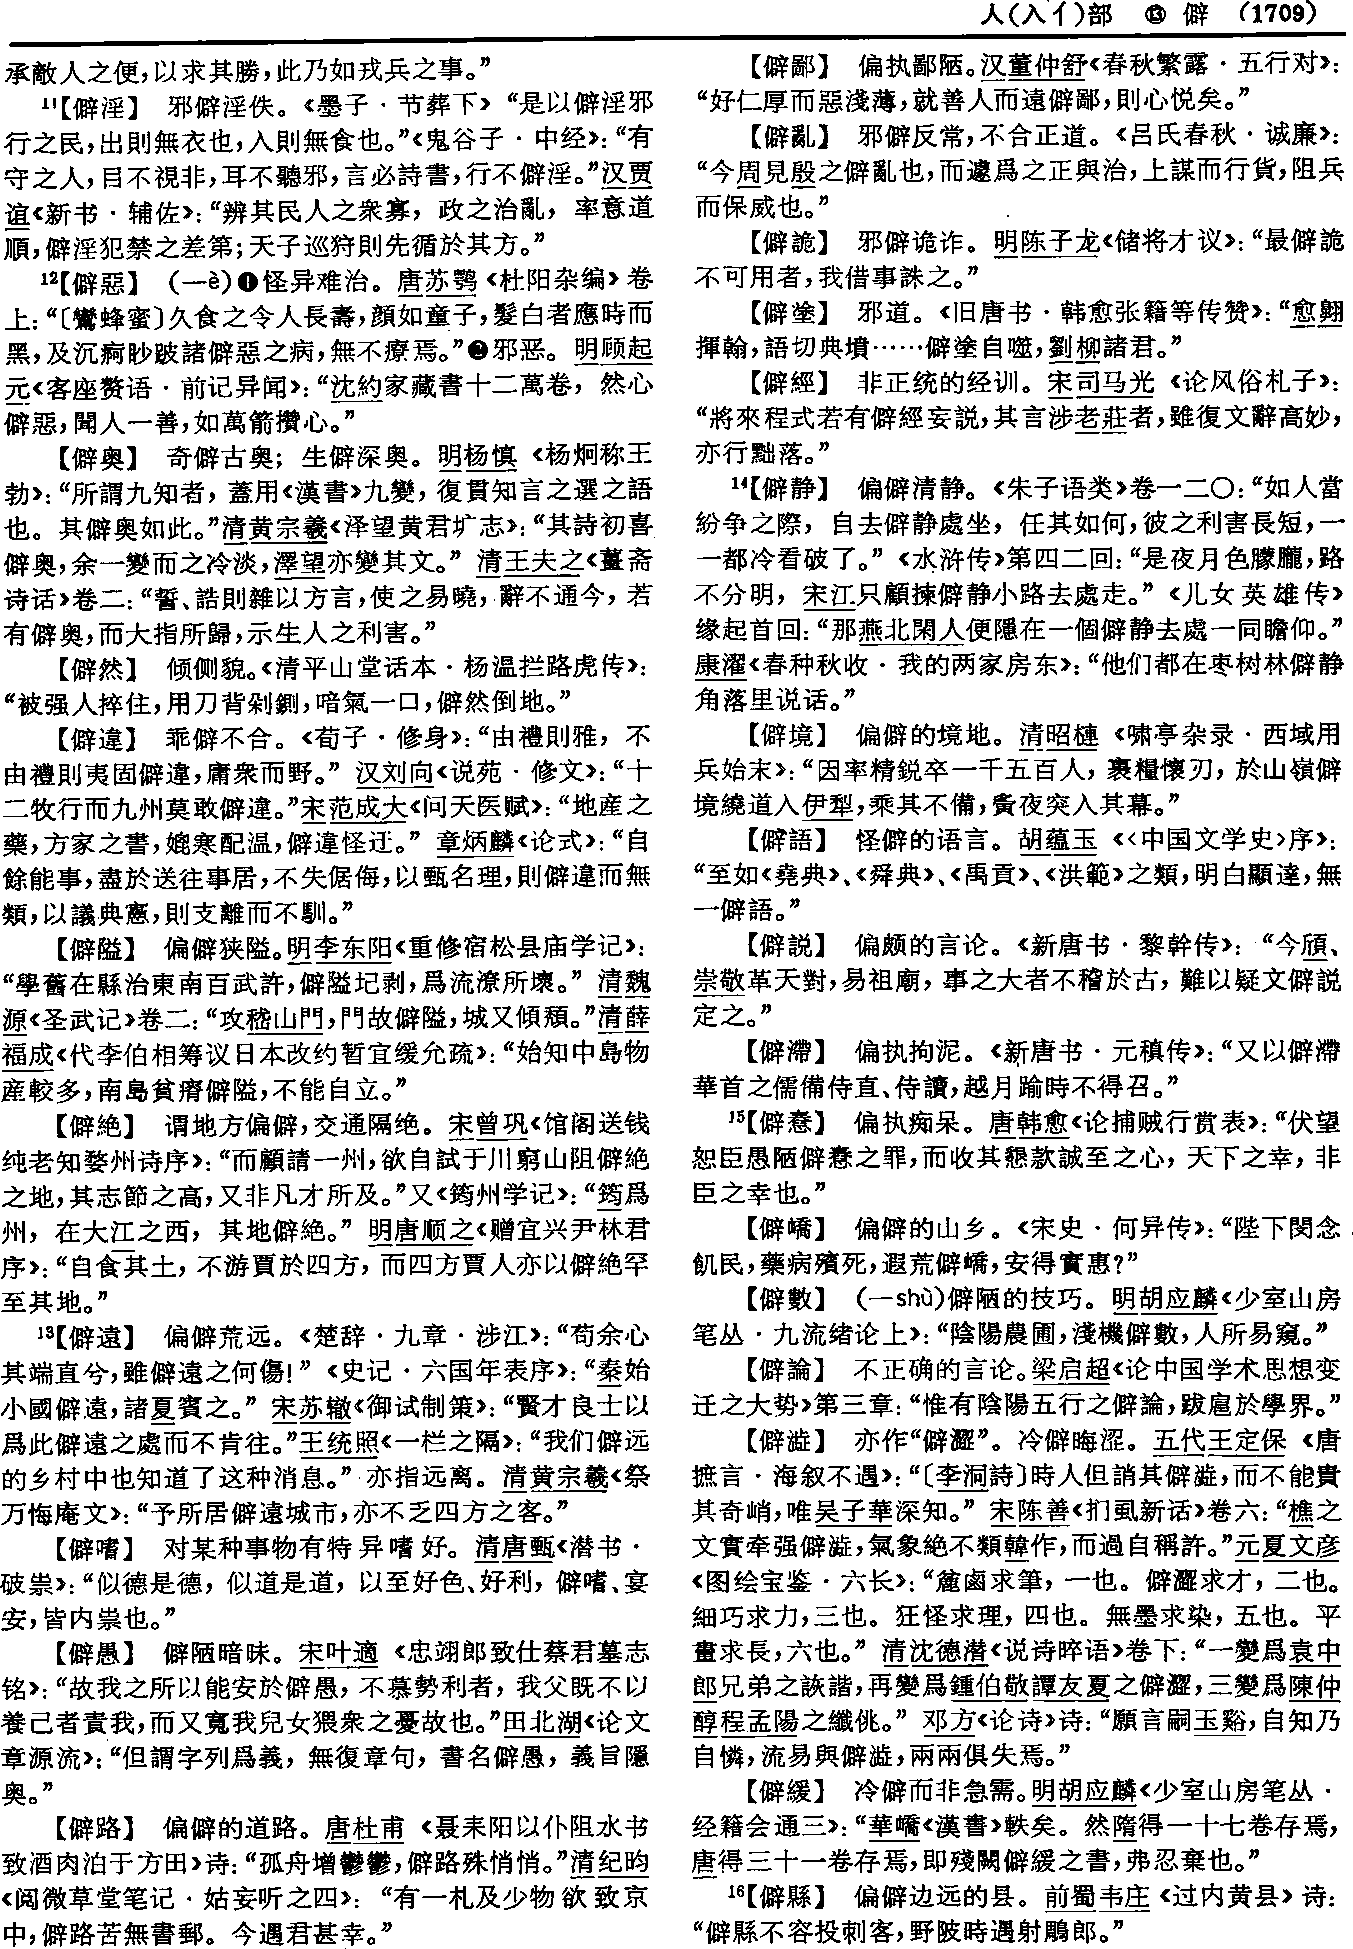 人(入亻)部 ⑬ 僻 (1709)
承敵人之便，以求其勝，此乃如戎兵之事。”
¹¹【僻淫】 邪僻淫佚。《墨子·节葬下》“是以僻淫邪
行之民，出則無衣也，入則無食也。”《鬼谷子·中经》：“有
守之人，目不視非，耳不聽邪，言必詩書，行不僻淫。”汉贾
谊《新书·辅佐》：“辨其民人之衆寡，政之治亂，率意道
順，僻淫犯禁之差第；天子巡狩則先循於其方。”
¹²【僻惡】 (一è)❶怪异难治。唐苏鹗《杜阳杂编》卷
上：“〔鸞蜂蜜〕久食之令人長壽，顔如童子，髮白者應時而
黑，及沉痾眇跛諸僻惡之病，無不療焉。”❷邪恶。明顾起
元《客座赘语·前记异闻》：“沈約家藏書十二萬卷，然心
僻惡，聞人一善，如萬箭攢心。”
【僻奥】 奇僻古奥；生僻深奥。明杨慎《杨炯称王
勃》：“所謂九知者，蓋用《漢書》九變，復貫知言之選之語
也。其僻奥如此。”清黄宗羲《泽望黄君圹志》：“其詩初喜
僻奥，余一變而之冷淡，澤望亦變其文。”清王夫之《薑斋
诗话》卷二：“誓、誥則雜以方言，使之易曉，辭不通今，若
有僻奥，而大指所歸，示生人之利害。”
【僻然】 倾侧貌。《清平山堂话本·杨温拦路虎传》：
“被强人捽住，用刀背剁鍘，喑氣一口，僻然倒地。”
【僻違】 乖僻不合。《荀子·修身》：“由禮則雅，不
由禮則夷固僻違，庸衆而野。”汉刘向《说苑·修文》：“十
二牧行而九州莫敢僻違。”宋范成大《问天医赋》：“地産之
藥，方家之書，媲寒配温，僻違怪迂。”章炳麟《论式》：“自
餘能事，盡於送往事居，不失倨侮，以甄名理，則僻違而無
類，以議典憲，則支離而不馴。”
【僻隘】 偏僻狭隘。明李东阳《重修宿松县庙学记》：
“學舊在縣治東南百武許，僻隘圮剥，爲流潦所壞。”清魏
源《圣武记》卷二：“攻嵇山門，門故僻隘，城又傾頽。”清薛
福成《代李伯相筹议日本改约暂宜缓允疏》：“始知中島物
産較多，南島貧瘠僻隘，不能自立。”
【僻絶】 谓地方偏僻，交通隔绝。宋曾巩《馆阁送钱
纯老知婺州诗序》：“而顧請一州，欲自試于川窮山阻僻絶
之地，其志節之高，又非凡才所及。”又《筠州学记》：“筠爲
州，在大江之西，其地僻絶。”明唐顺之《赠宜兴尹林君
序》：“自食其土，不游賈於四方，而四方賈人亦以僻絶罕
至其地。”
¹³【僻遠】 偏僻荒远。《楚辞·九章·涉江》：“苟余心
其端直兮，雖僻遠之何傷！”《史记·六国年表序》：“秦始
小國僻遠，諸夏賓之。”宋苏辙《御试制策》：“賢才良士以
爲此僻遠之處而不肯往。”王统照《一栏之隔》：“我们僻远
的乡村中也知道了这种消息。”亦指远离。清黄宗羲《祭
万悔庵文》：“予所居僻遠城市，亦不乏四方之客。”
【僻嗜】 对某种事物有特异嗜好。清唐甄《潜书·
破祟》：“似德是德，似道是道，以至好色、好利，僻嗜、宴
安，皆内祟也。”
【僻愚】 僻陋暗昧。宋叶適《忠翊郎致仕蔡君墓志
铭》：“故我之所以能安於僻愚，不慕勢利者，我父既不以
養己者責我，而又寬我兒女猥衆之憂故也。”田北湖《论文
章源流》：“但謂字列爲義，無復章句，書名僻愚，義旨隱
奥。”
【僻路】 偏僻的道路。唐杜甫《聂耒阳以仆阻水书
致酒肉泊于方田》诗：“孤舟增鬱鬱，僻路殊悄悄。”清纪昀
《阅微草堂笔记·姑妄听之四》：“有一札及少物欲致京
中，僻路苦無書郵。今遇君甚幸。”
【僻鄙】 偏执鄙陋。汉董仲舒《春秋繁露·五行对》：
“好仁厚而惡淺薄，就善人而遠僻鄙，則心悦矣。”
【僻亂】 邪僻反常，不合正道。《吕氏春秋·诚廉》：
“今周見殷之僻亂也，而遽爲之正與治，上謀而行貨，阻兵
而保威也。”
【僻詭】 邪僻诡诈。明陈子龙《储将才议》：“最僻詭
不可用者，我借事誅之。”
【僻塗】 邪道。《旧唐书·韩愈张籍等传赞》：“愈翱
揮翰，語切典墳……僻塗自噬，劉柳諸君。”
【僻經】 非正统的经训。宋司马光《论风俗札子》：
“將來程式若有僻經妄説，其言涉老莊者，雖復文辭高妙，
亦行黜落。”
¹⁴【僻静】 偏僻清静。《朱子语类》卷一二〇：“如人當
紛争之際，自去僻静處坐，任其如何，彼之利害長短，一
一都冷看破了。”《水浒传》第四二回：“是夜月色朦朧，路
不分明，宋江只顧揀僻静小路去處走。”《儿女英雄传》
缘起首回：“那燕北閑人便隱在一個僻静去處一同瞻仰。”
康濯《春种秋收·我的两家房东》：“他们都在枣树林僻静
角落里说话。”
【僻境】 偏僻的境地。清昭槤《啸亭杂录·西域用
兵始末》：“因率精鋭卒一千五百人，裹糧懷刃，於山嶺僻
境繞道入伊犁，乘其不備，夤夜突入其幕。”
【僻語】 怪僻的语言。胡蕴玉《〈中国文学史〉序》：
“至如《堯典》、《舜典》、《禹貢》、《洪範》之類，明白顯達，無
一僻語。”
【僻説】 偏颇的言论。《新唐书·黎幹传》：“今頎、
崇敬革天對，易祖廟，事之大者不稽於古，難以疑文僻説
定之。”
【僻滯】 偏执拘泥。《新唐书·元稹传》：“又以僻滯
華首之儒備侍直、侍讀，越月踰時不得召。”
¹⁵【僻惷】 偏执痴呆。唐韩愈《论捕贼行赏表》：“伏望
恕臣愚陋僻惷之罪，而收其懇款誠至之心，天下之幸，非
臣之幸也。”
【僻嶠】 偏僻的山乡。《宋史·何异传》：“陛下閔念
飢民，藥病殯死，遐荒僻嶠，安得實惠？”
【僻數】 (一shù)僻陋的技巧。明胡应麟《少室山房
笔丛·九流绪论上》：“陰陽農圃，淺機僻數，人所易窺。”
【僻論】 不正确的言论。梁启超《论中国学术思想变
迁之大势》第三章：“惟有陰陽五行之僻論，跋扈於學界。”
【僻澁】 亦作“僻澀”。冷僻晦涩。五代王定保《唐
摭言·海叙不遇》：“〔李洞詩〕時人但誚其僻澁，而不能貴
其奇峭，唯吴子華深知。”宋陈善《扪虱新话》卷六：“樵之
文實牽强僻澁，氣象絶不類韓作，而過自稱許。”元夏文彦
《图绘宝鉴·六长》：“麄鹵求筆，一也。僻澀求才，二也。
細巧求力，三也。狂怪求理，四也。無墨求染，五也。平
畫求長，六也。”清沈德潜《说诗晬语》卷下：“一變爲袁中
郎兄弟之詼諧，再變爲鍾伯敬譚友夏之僻澀，三變爲陳仲
醇程孟陽之纖佻。”邓方《论诗》诗：“願言嗣玉谿，自知乃
自憐，流易與僻澁，兩兩俱失焉。”
【僻緩】 冷僻而非急需。明胡应麟《少室山房笔丛·
经籍会通三》：“華嶠《漢書》軼矣。然隋得一十七卷存焉，
唐得三十一卷存焉，即殘闕僻緩之書，弗忍棄也。”
¹⁶【僻縣】 偏僻边远的县。前蜀韦庄《过内黄县》诗：
“僻縣不容投刺客，野陂時遇射鵰郎。”